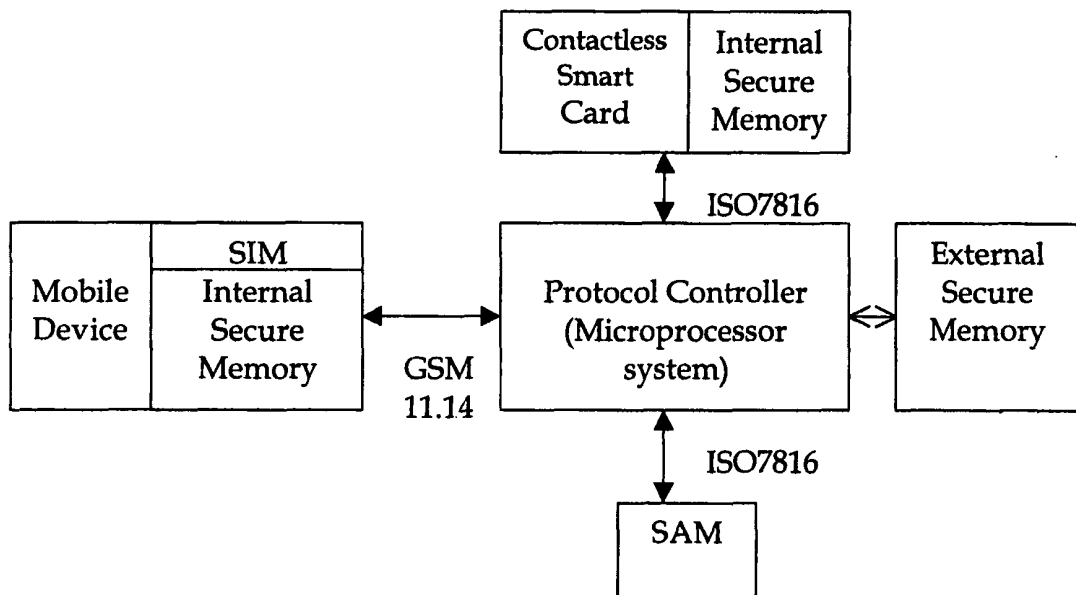 Contactless
Smart
Card
Internal
Secure
Memory
ISO7816
Mobile
Device
SIM
Internal
Secure
Memory
GSM
11.14
Protocol Controller
(Microprocessor
system)
External
Secure
Memory
ISO7816
SAM